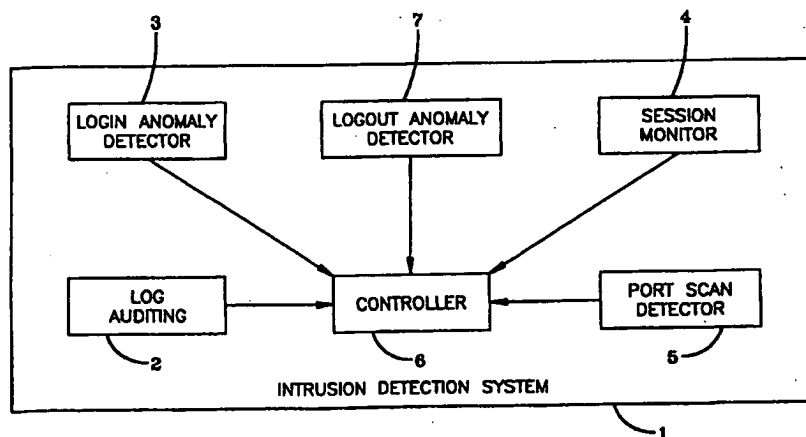 3
7
4
LOGIN ANOMALY
DETECTOR
LOGOUT ANOMALY
DETECTOR
SESSION
MONITOR
LOG
AUDITING
CONTROLLER
PORT SCAN
DETECTOR
2
6
5
INTRUSION DETECTION SYSTEM
1